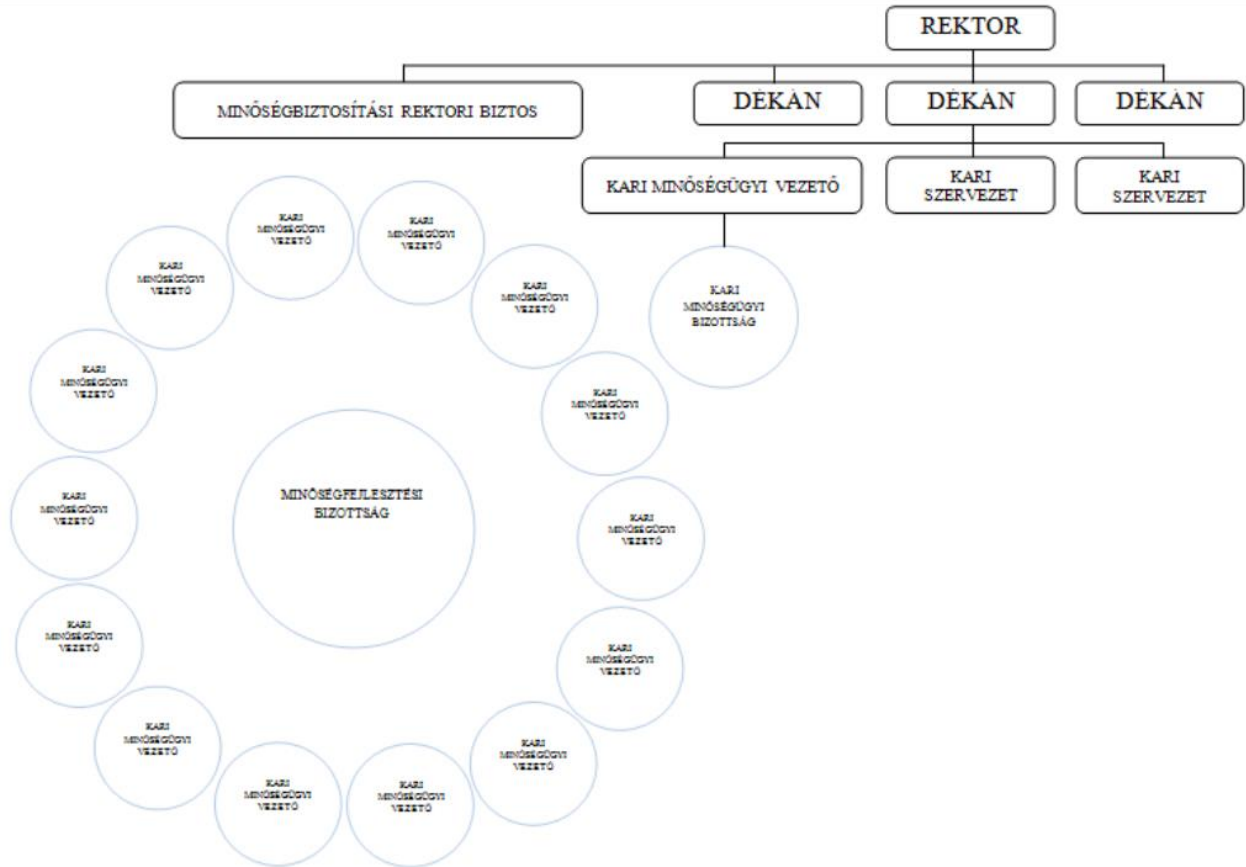 REKTOR
MINŐSÉGBIZTOSÍTÁSI REKTORI BIZTOS
DÉKÁN
DÉKÁN
DÉKÁN
KARI MINŐSÉGÜGYI VEZETŐ
KARI
SZERVEZET
KARI
SZERVEZET
KARI
MINŐSÉGÜGYI
BIZOTTSÁG
KARI
MINŐSÉGÜGYI
VEZETŐ
KARI
MINŐSÉGÜGYI
VEZETŐ
KARI
MINŐSÉGÜGYI
VEZETŐ
KARI
MINŐSÉGÜGYI
VEZETŐ
KARI
MINŐSÉGÜGYI
VEZETŐ
KARI
MINŐSÉGÜGYI
VEZETŐ
MINŐSÉGFEJLESZTÉSI
BIZOTTSÁG
KARI
MINŐSÉGÜGYI
VEZETŐ
KARI
MINŐSÉGÜGYI
VEZETŐ
KARI
MINŐSÉGÜGYI
VEZETŐ
KARI
MINŐSÉGÜGYI
VEZETŐ
KARI
MINŐSÉGÜGYI
VEZETŐ
KARI
MINŐSÉGÜGYI
VEZETŐ
KARI
MINŐSÉGÜGYI
VEZETŐ
KARI
MINŐSÉGÜGYI
VEZETŐ